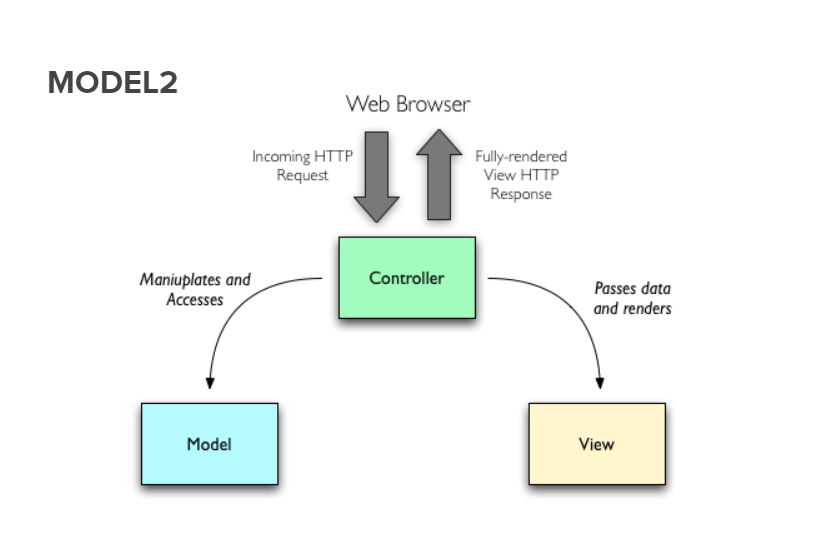 MODEL2
Web Browser
Incoming HTTP
Request
Fully-rendered
View HTTP
Response
Controller
Maniuplates and
Accesses
Passes data
and renders
Model
View